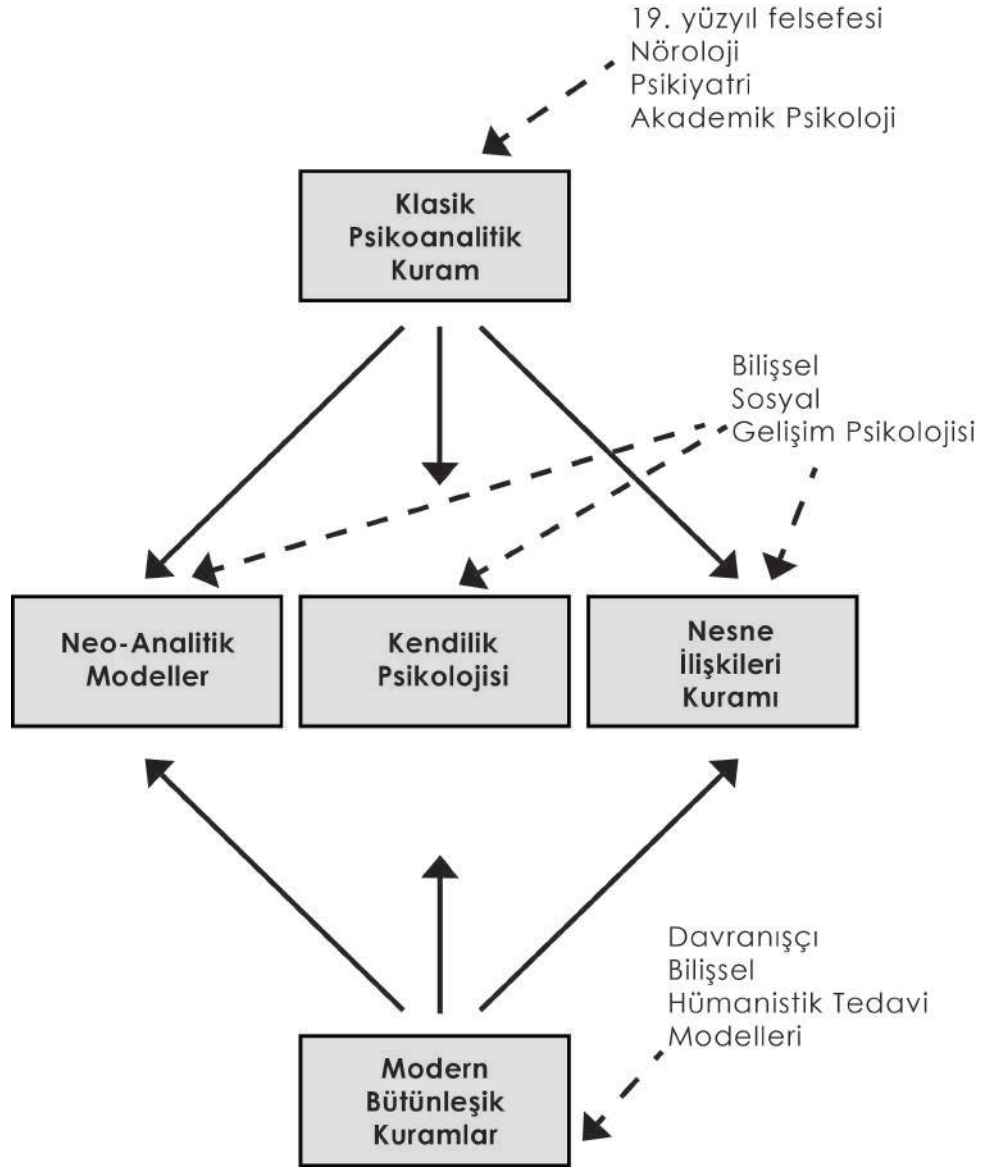 19. yüzyıl felsefesi
Nöroloji
Psikiyatri
Akademik Psikoloji
Klasik
Psikoanalitik
Kuram
Bilişsel
Sosyal
Gelişim Psikolojisi
Neo-Analitik
Modeller
Kendilik
Psikolojisi
Nesne
İlişkileri
Kuramı
Davranışçı
Bilişsel
Hümanistik Tedavi
Modelleri
Modern
Bütünleşik
Kuramlar